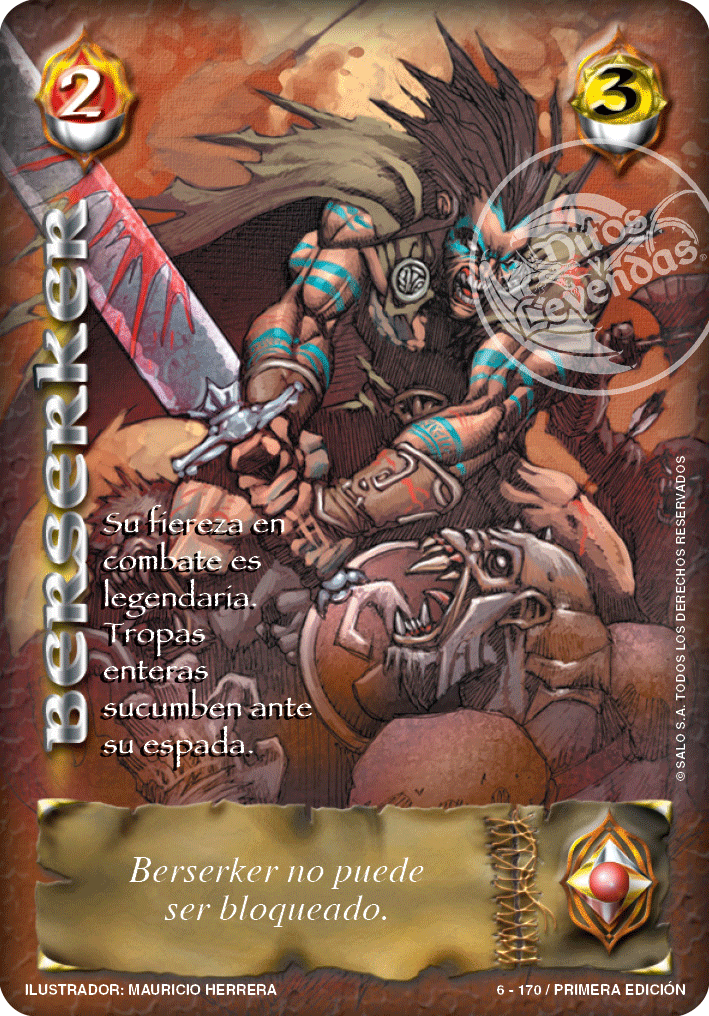 2
3
Mitos
y
Leyendas
®
Berserker
Su fiereza en
combate es
legendaria.
Tropas
enteras
sucumben ante
su espada.
© SALO S.A. TODOS LOS DERECHOS RESERVADOS
Berserker no puede
ser bloqueado.
ILUSTRADOR: MAURICIO HERRERA
6 - 170 / PRIMERA EDICIÓN